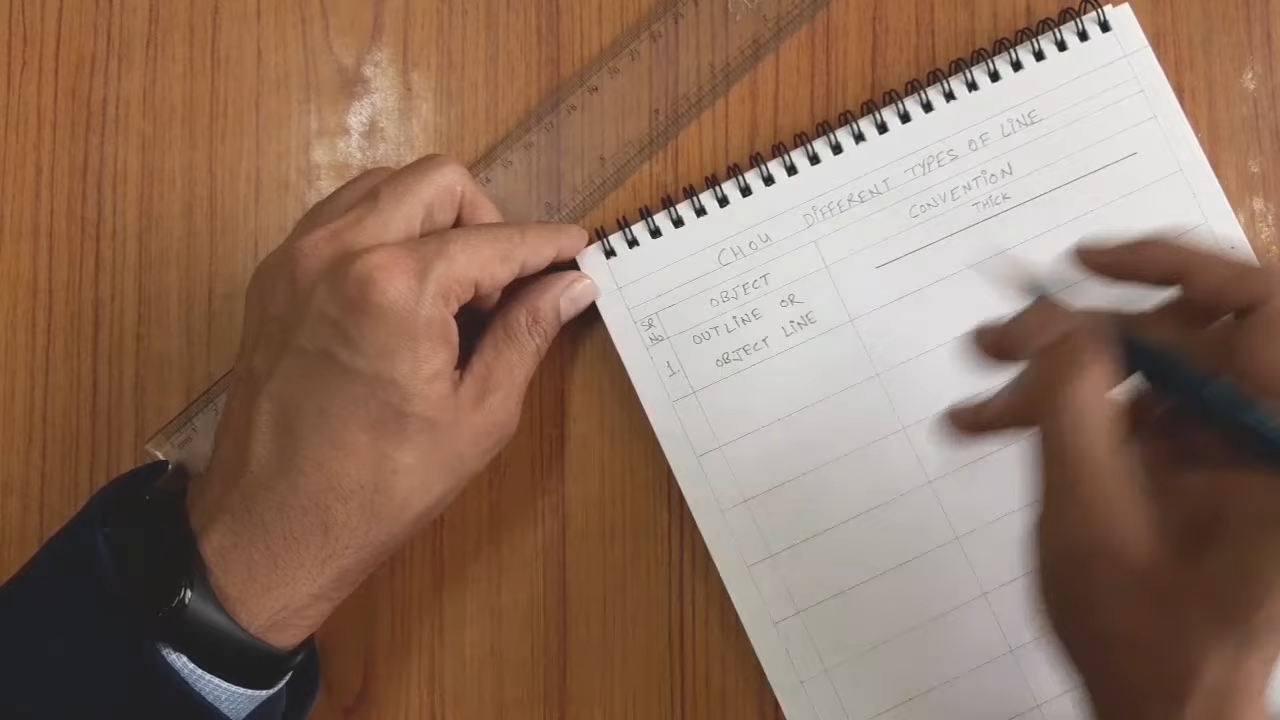 CHOU DIFFERENT TYPES OF LINE
SR No
OBJECT
CONVENTION
1.
OUTLINE OR
OBJECT LINE
THICK